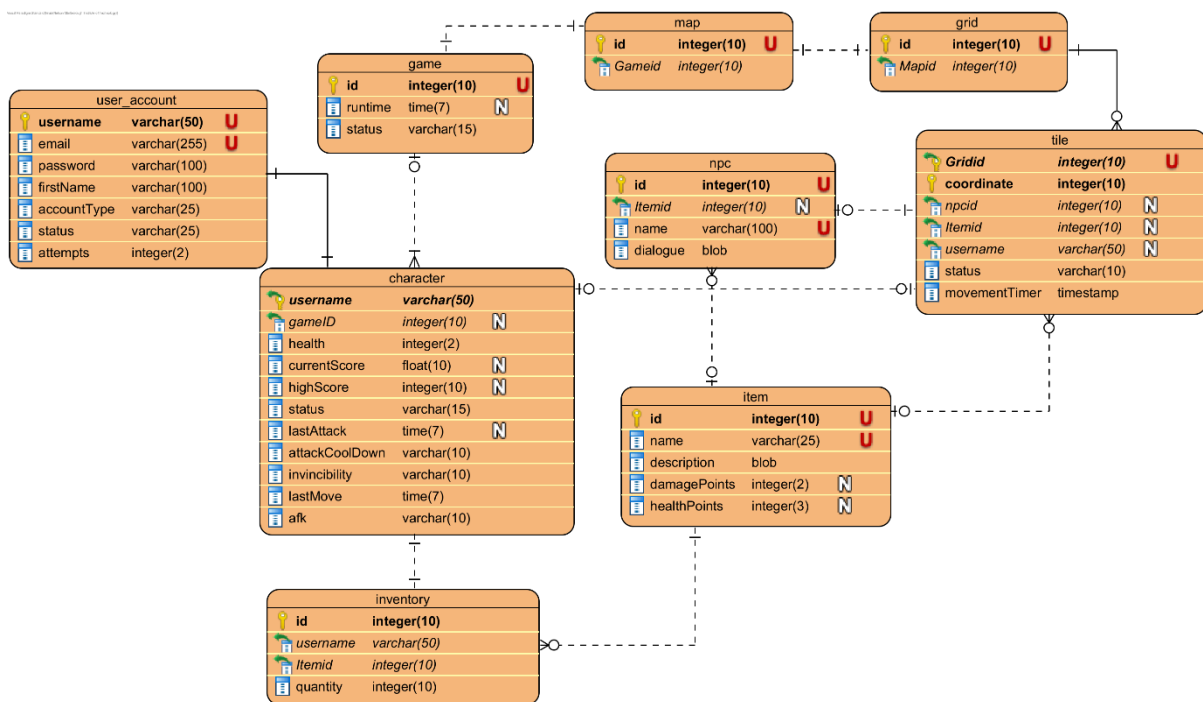 map
id integer(10) U
Gameid integer(10)
grid
id integer(10) U
Mapid integer(10)
game
id integer(10) U
runtime time(7) N
status varchar(15)
user_account
username varchar(50) U
email varchar(255) U
password varchar(100)
firstName varchar(100)
accountType varchar(25)
status varchar(25)
attempts integer(2)
tile
Gridid integer(10) U
coordinate integer(10)
npcid integer(10) N
Itemid integer(10) N
username varchar(50) N
status varchar(10)
movementTimer timestamp
npc
id integer(10) U
Itemid integer(10) N
name varchar(100) U
dialogue blob
character
username varchar(50)
gameID integer(10) N
health integer(2)
currentScore float(10) N
highScore integer(10) N
status varchar(15)
lastAttack time(7) N
attackCoolDown varchar(10)
invincibility varchar(10)
lastMove time(7)
afk varchar(10)
item
id integer(10) U
name varchar(25) U
description blob
damagePoints integer(2) N
healthPoints integer(3) N
inventory
id integer(10)
username varchar(50)
Itemid integer(10)
quantity integer(10)